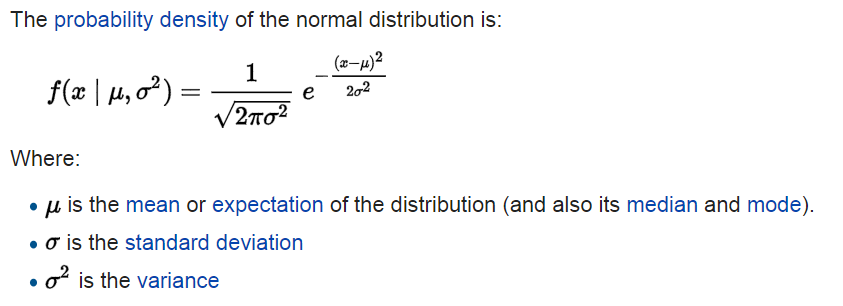 The probability density of the normal distribution is:
f(x | μ, σ²) = 1 / √(2πσ²) e^(−(x−μ)² / 2σ²)
Where:
• μ is the mean or expectation of the distribution (and also its median and mode).
• σ is the standard deviation
• σ² is the variance